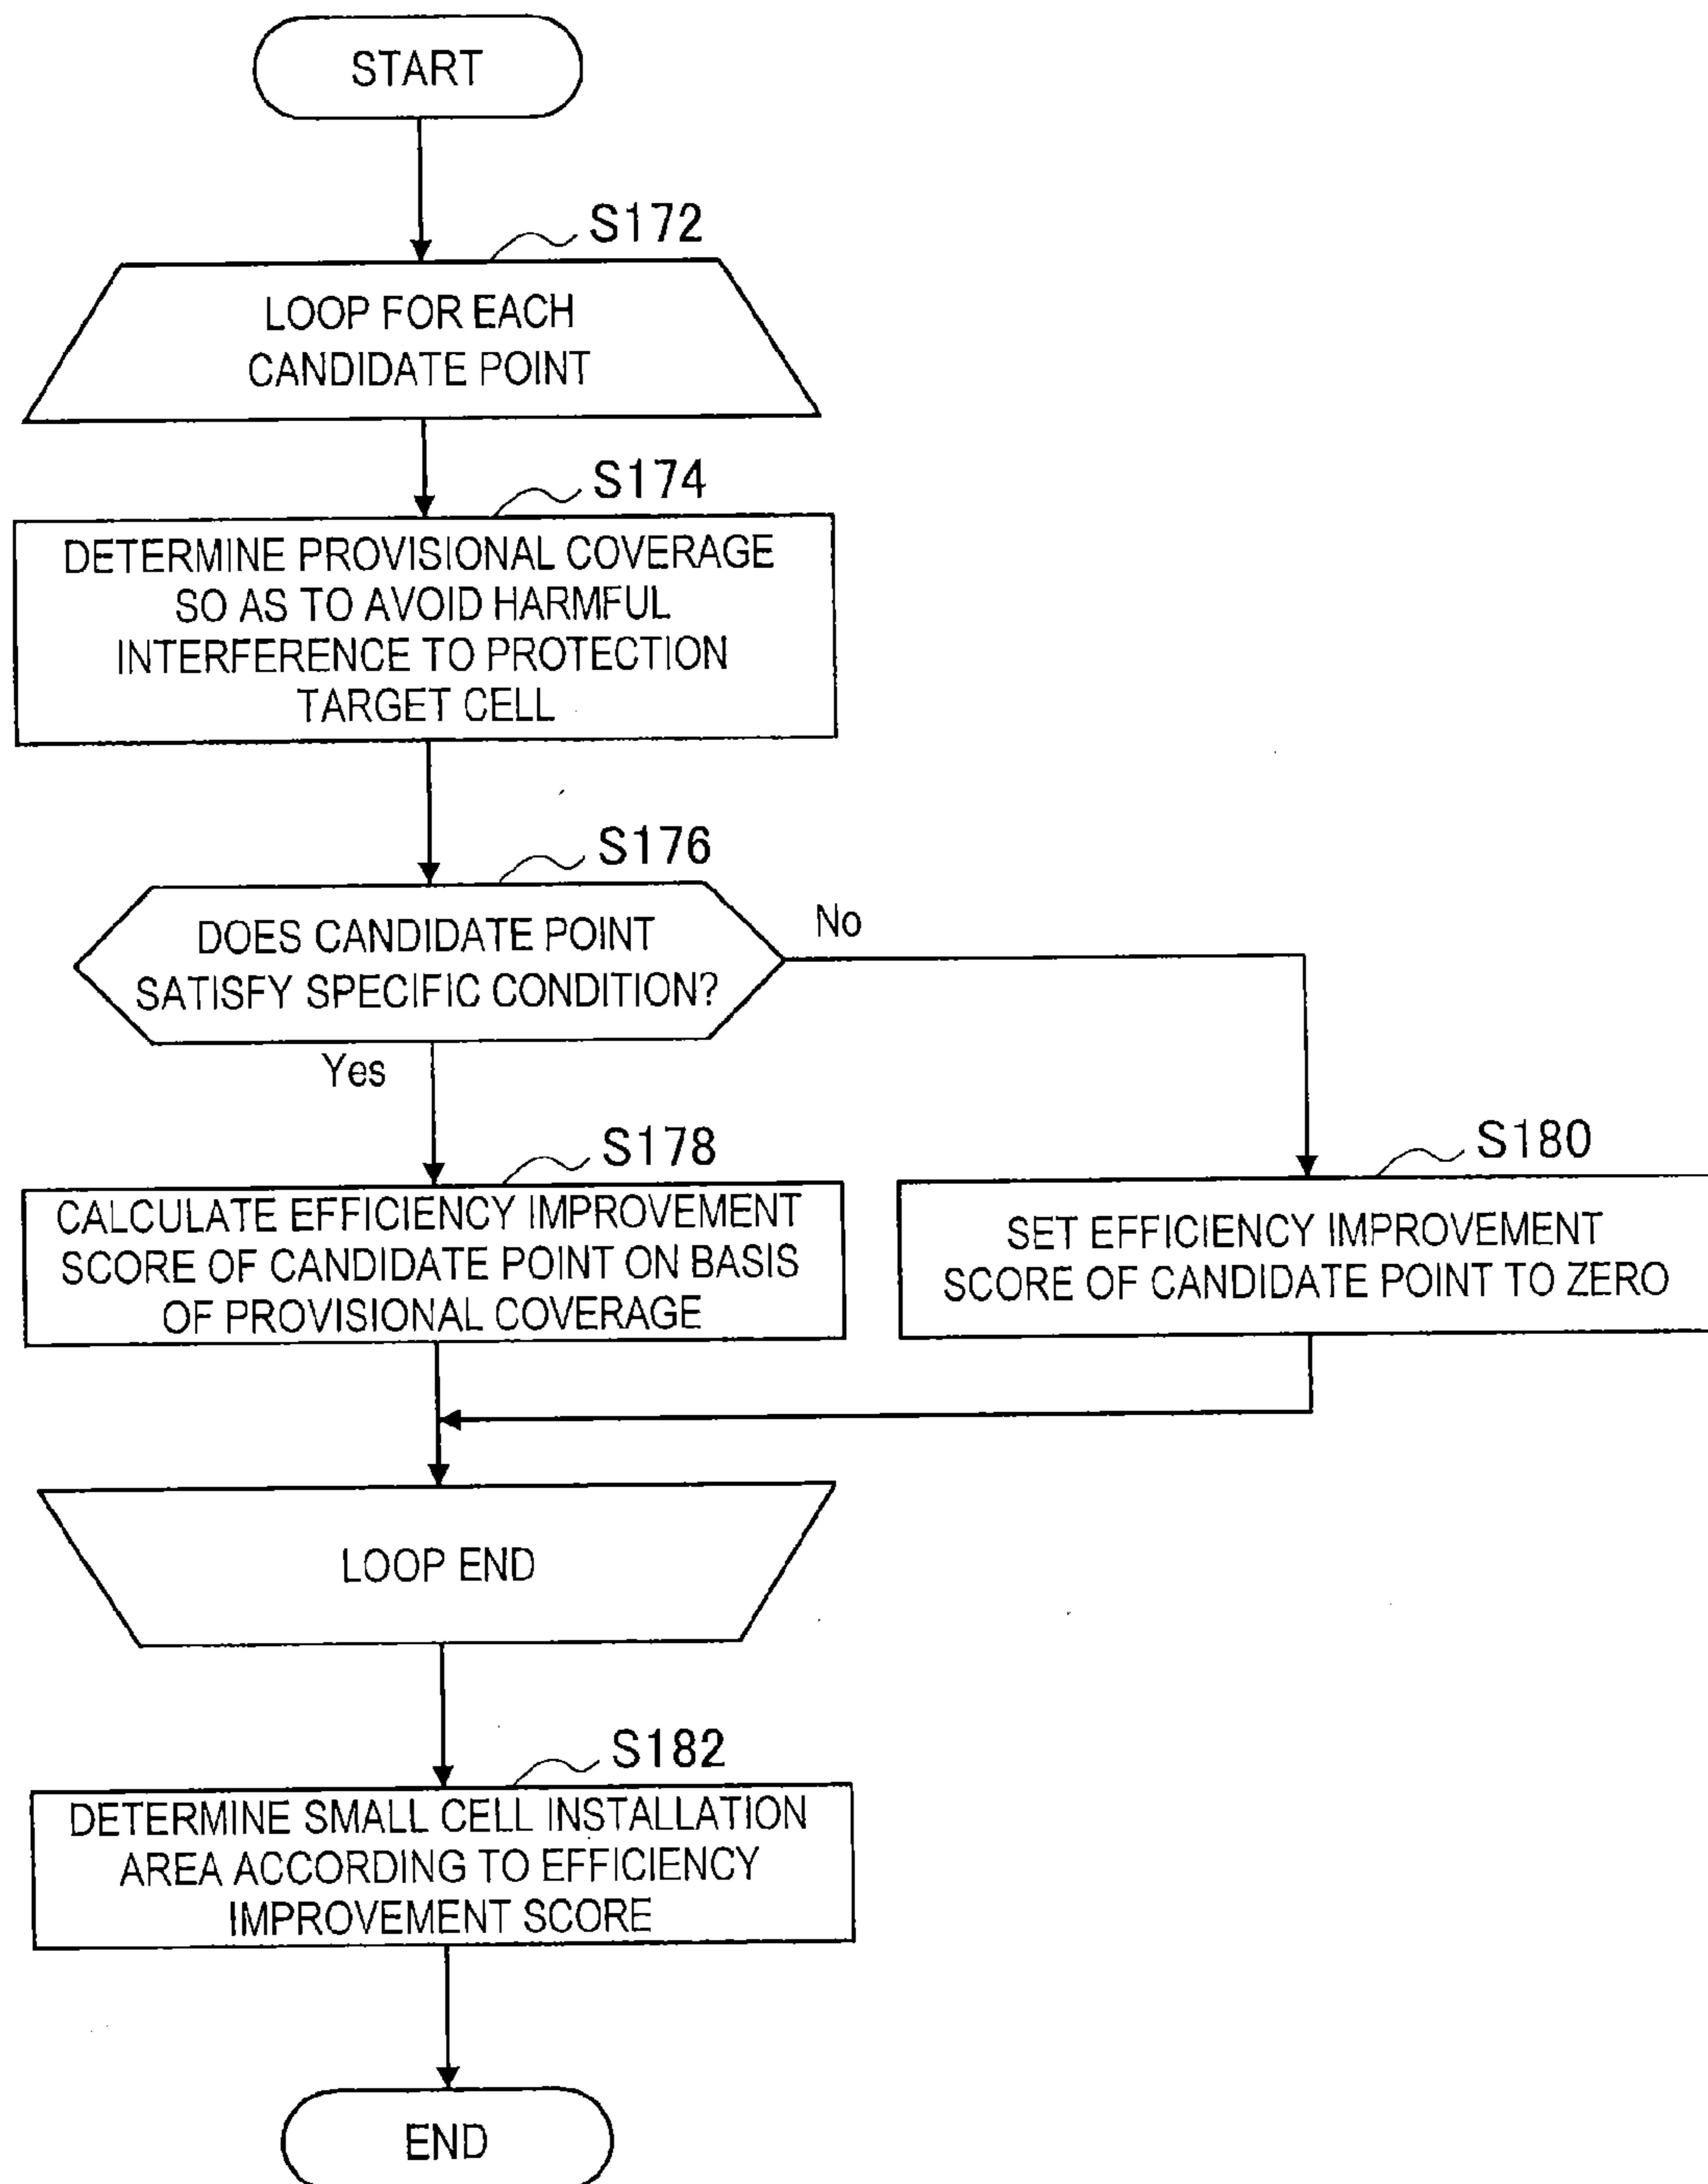 START
S172
LOOP FOR EACH
CANDIDATE POINT
S174
DETERMINE PROVISIONAL COVERAGE
SO AS TO AVOID HARMFUL
INTERFERENCE TO PROTECTION
TARGET CELL
S176
DOES CANDIDATE POINT
SATISFY SPECIFIC CONDITION?
No
Yes
S178
CALCULATE EFFICIENCY IMPROVEMENT
SCORE OF CANDIDATE POINT ON BASIS
OF PROVISIONAL COVERAGE
S180
SET EFFICIENCY IMPROVEMENT
SCORE OF CANDIDATE POINT TO ZERO
LOOP END
S182
DETERMINE SMALL CELL INSTALLATION
AREA ACCORDING TO EFFICIENCY
IMPROVEMENT SCORE
END